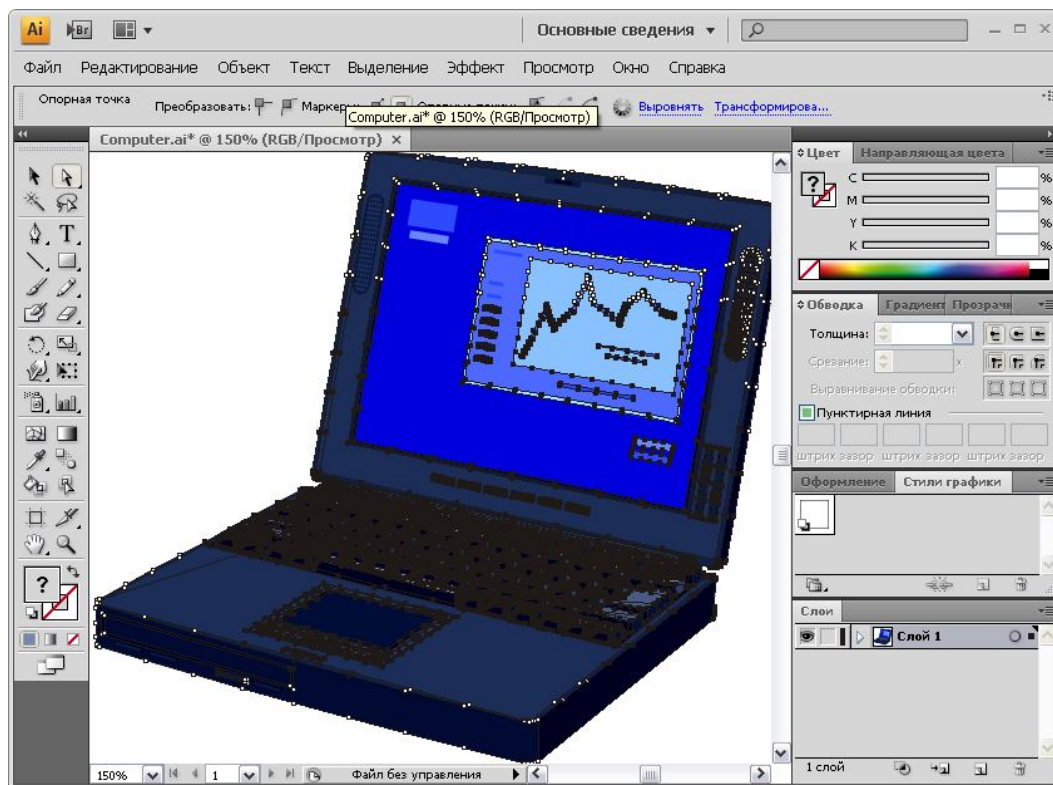 Ai Br Основные сведения
Файл Редактирование Объект Текст Выделение Эффект Просмотр Окно Справка
Опорная точка Преобразовать: Маркеры: Выровнять Трансформирова...
Computer.ai* @ 150% (RGB/Просмотр)
Computer.ai* @ 150% (RGB/Просмотр) ×
Цвет Направляющая цвета
? C %
M %
Y %
K %
Обводка Градиент Прозрачн
Толщина:
Срезание: x
Выравнивание обводки:
Пунктирная линия
штрих зазор штрих зазор штрих зазор
Оформление Стили графики
?
Слои
Слой 1
1 слой
150% 1 Файл без управления